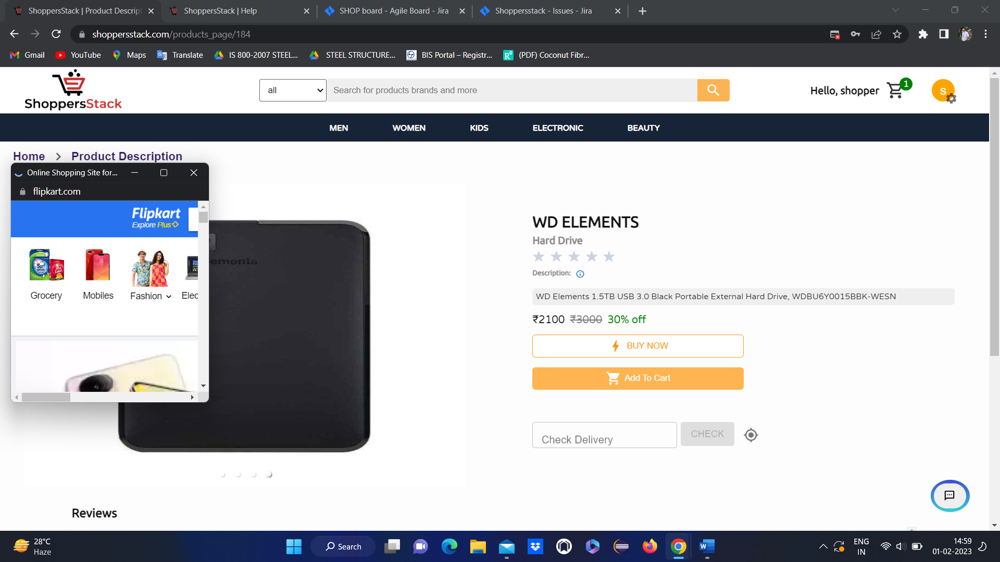 ShoppersStack | Product Descript
ShoppersStack | Help
SHOP board - Agile Board - Jira
Shoppersstack - Issues - Jira
shoppersstack.com/products_page/184
Gmail
YouTube
Maps
Translate
IS 800-2007 STEEL...
STEEL STRUCTURE...
BIS Portal – Registr...
(PDF) Coconut Fibr...
ShoppersStack
all
Search for products brands and more
Hello, shopper
1
S
MEN
WOMEN
KIDS
ELECTRONIC
BEAUTY
Home > Product Description
Online Shopping Site for...
flipkart.com
Flipkart
Explore Plus
Grocery
Mobiles
Fashion
Elec
ements
WD ELEMENTS
Hard Drive
Description:
WD Elements 1.5TB USB 3.0 Black Portable External Hard Drive, WDBU6Y0015BBK-WESN
₹2100 ₹3000 30% off
BUY NOW
Add To Cart
Check Delivery
CHECK
Reviews
28°C
Haze
Search
ENG
IN
14:59
01-02-2023